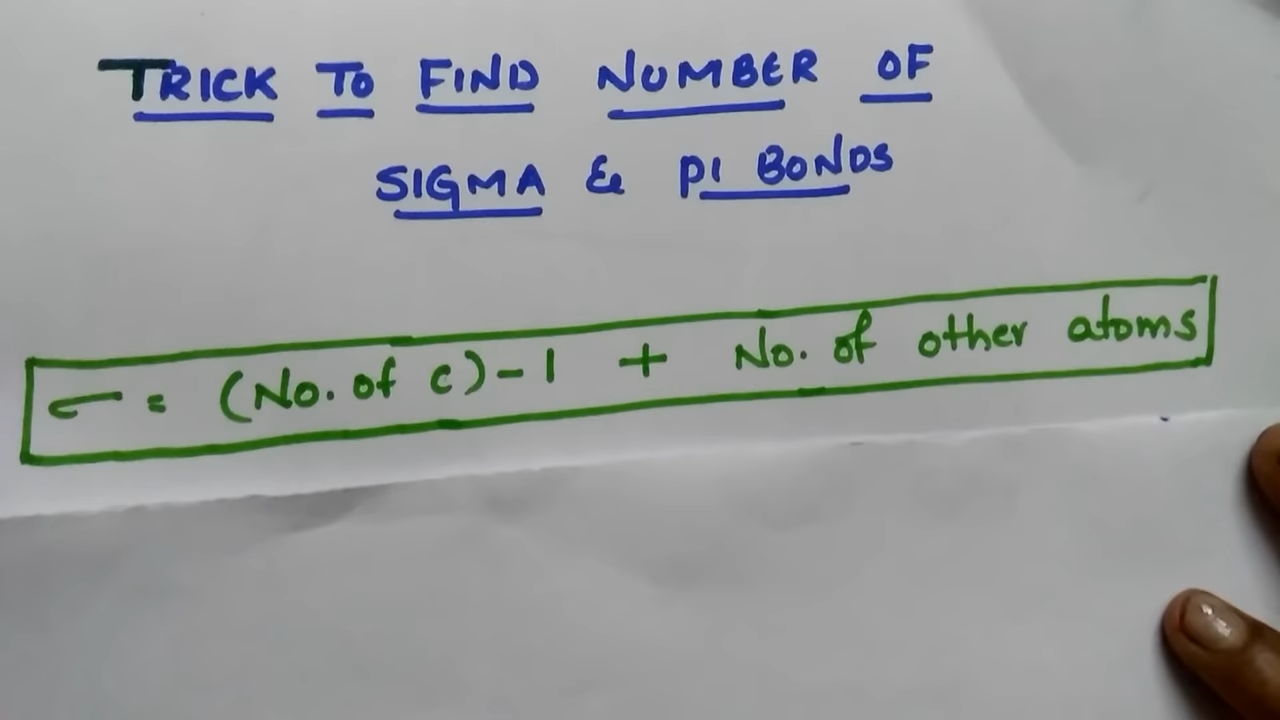 TRICK TO FIND NUMBER OF
SIGMA & PI BONDS
σ = (No. of c) - 1 + No. of other atoms